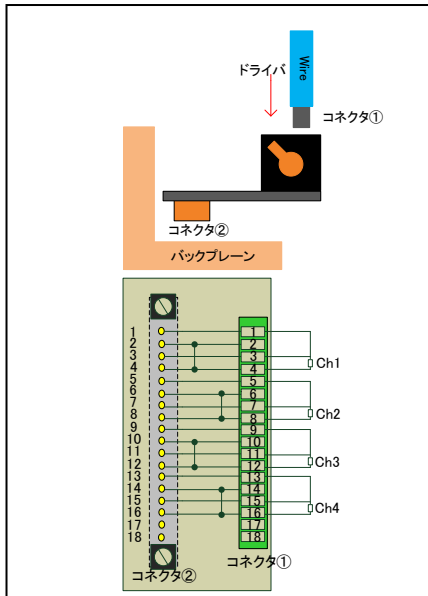 Wire
ドライバ
コネクタ①
コネクタ②
バックプレーン
1 1
2 2
3 3
4 4 Ch1
5 5
6 6
7 7
8 8 Ch2
9 9
10 10
11 11
12 12 Ch3
13 13
14 14
15 15
16 16 Ch4
17 17
18 18
コネクタ② コネクタ①